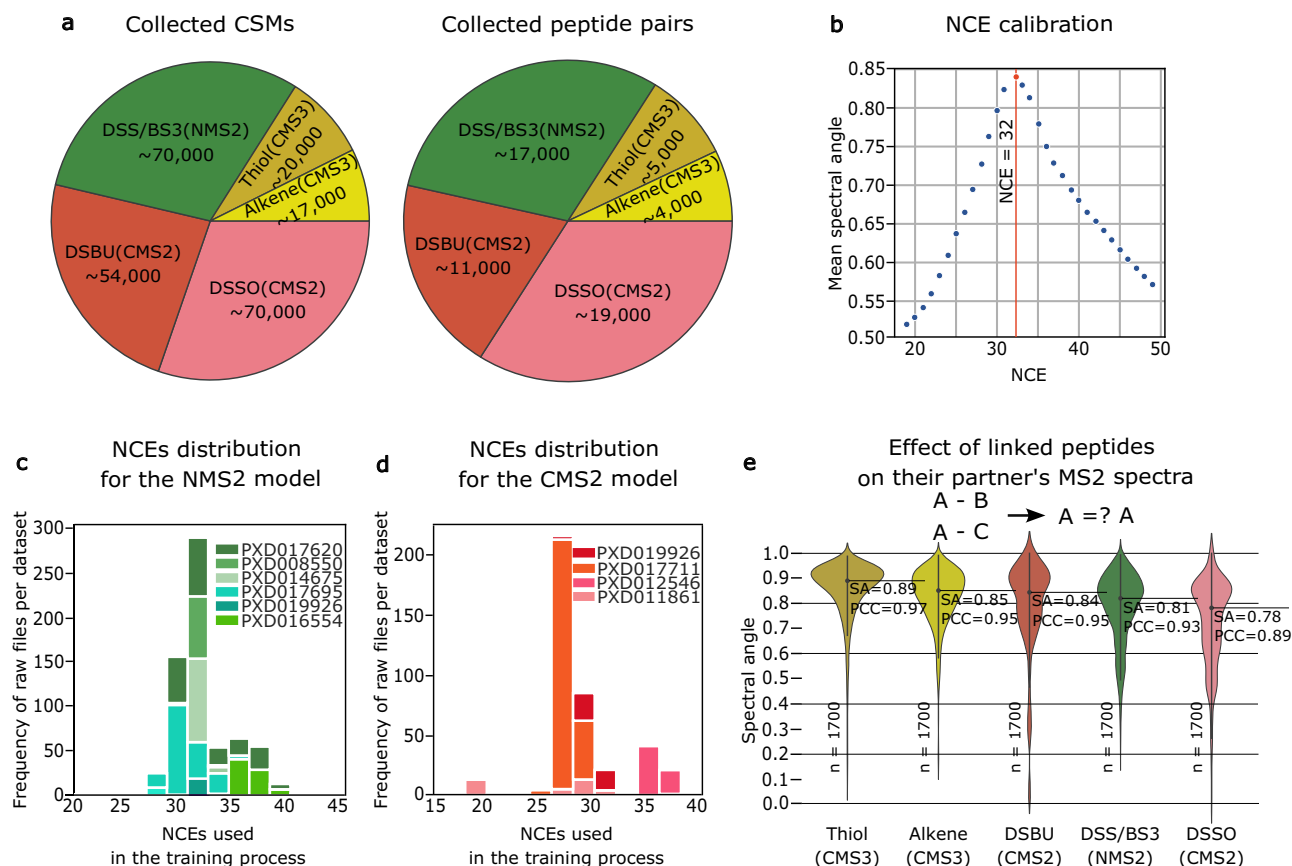 a
Collected CSMs
Collected peptide pairs
DSS/BS3(NMS2)
~70,000
Thiol(CMS3)
~20,000
Alkene(CMS3)
~17,000
DSBU(CMS2)
~54,000
DSSO(CMS2)
~70,000
DSS/BS3(NMS2)
~17,000
Thiol(CMS3)
~5,000
Alkene(CMS3)
~4,000
DSBU(CMS2)
~11,000
DSSO(CMS2)
~19,000
b
NCE calibration
Mean spectral angle
0.85
0.80
0.75
0.70
0.65
0.60
0.55
0.50
NCE = 32
20 30 40 50
NCE
c
NCEs distribution
for the NMS2 model
Frequency of raw files per dataset
300
250
200
150
100
50
0
PXD017620
PXD008550
PXD014675
PXD017695
PXD019926
PXD016554
20 25 30 35 40 45
NCEs used
in the training process
d
NCEs distribution
for the CMS2 model
Frequency of raw files per dataset
200
150
100
50
0
PXD019926
PXD017711
PXD012546
PXD011861
15 20 25 30 35 40
NCEs used
in the training process
e
Effect of linked peptides
on their partner's MS2 spectra
A - B
A - C
A =? A
Spectral angle
1.0
0.9
0.8
0.7
0.6
0.5
0.4
0.3
0.2
0.1
0.0
SA=0.89
PCC=0.97
SA=0.85
PCC=0.95
SA=0.84
PCC=0.95
SA=0.81
PCC=0.93
SA=0.78
PCC=0.89
n = 1700
n = 1700
n = 1700
n = 1700
n = 1700
Thiol
(CMS3)
Alkene
(CMS3)
DSBU
(CMS2)
DSS/BS3
(NMS2)
DSSO
(CMS2)